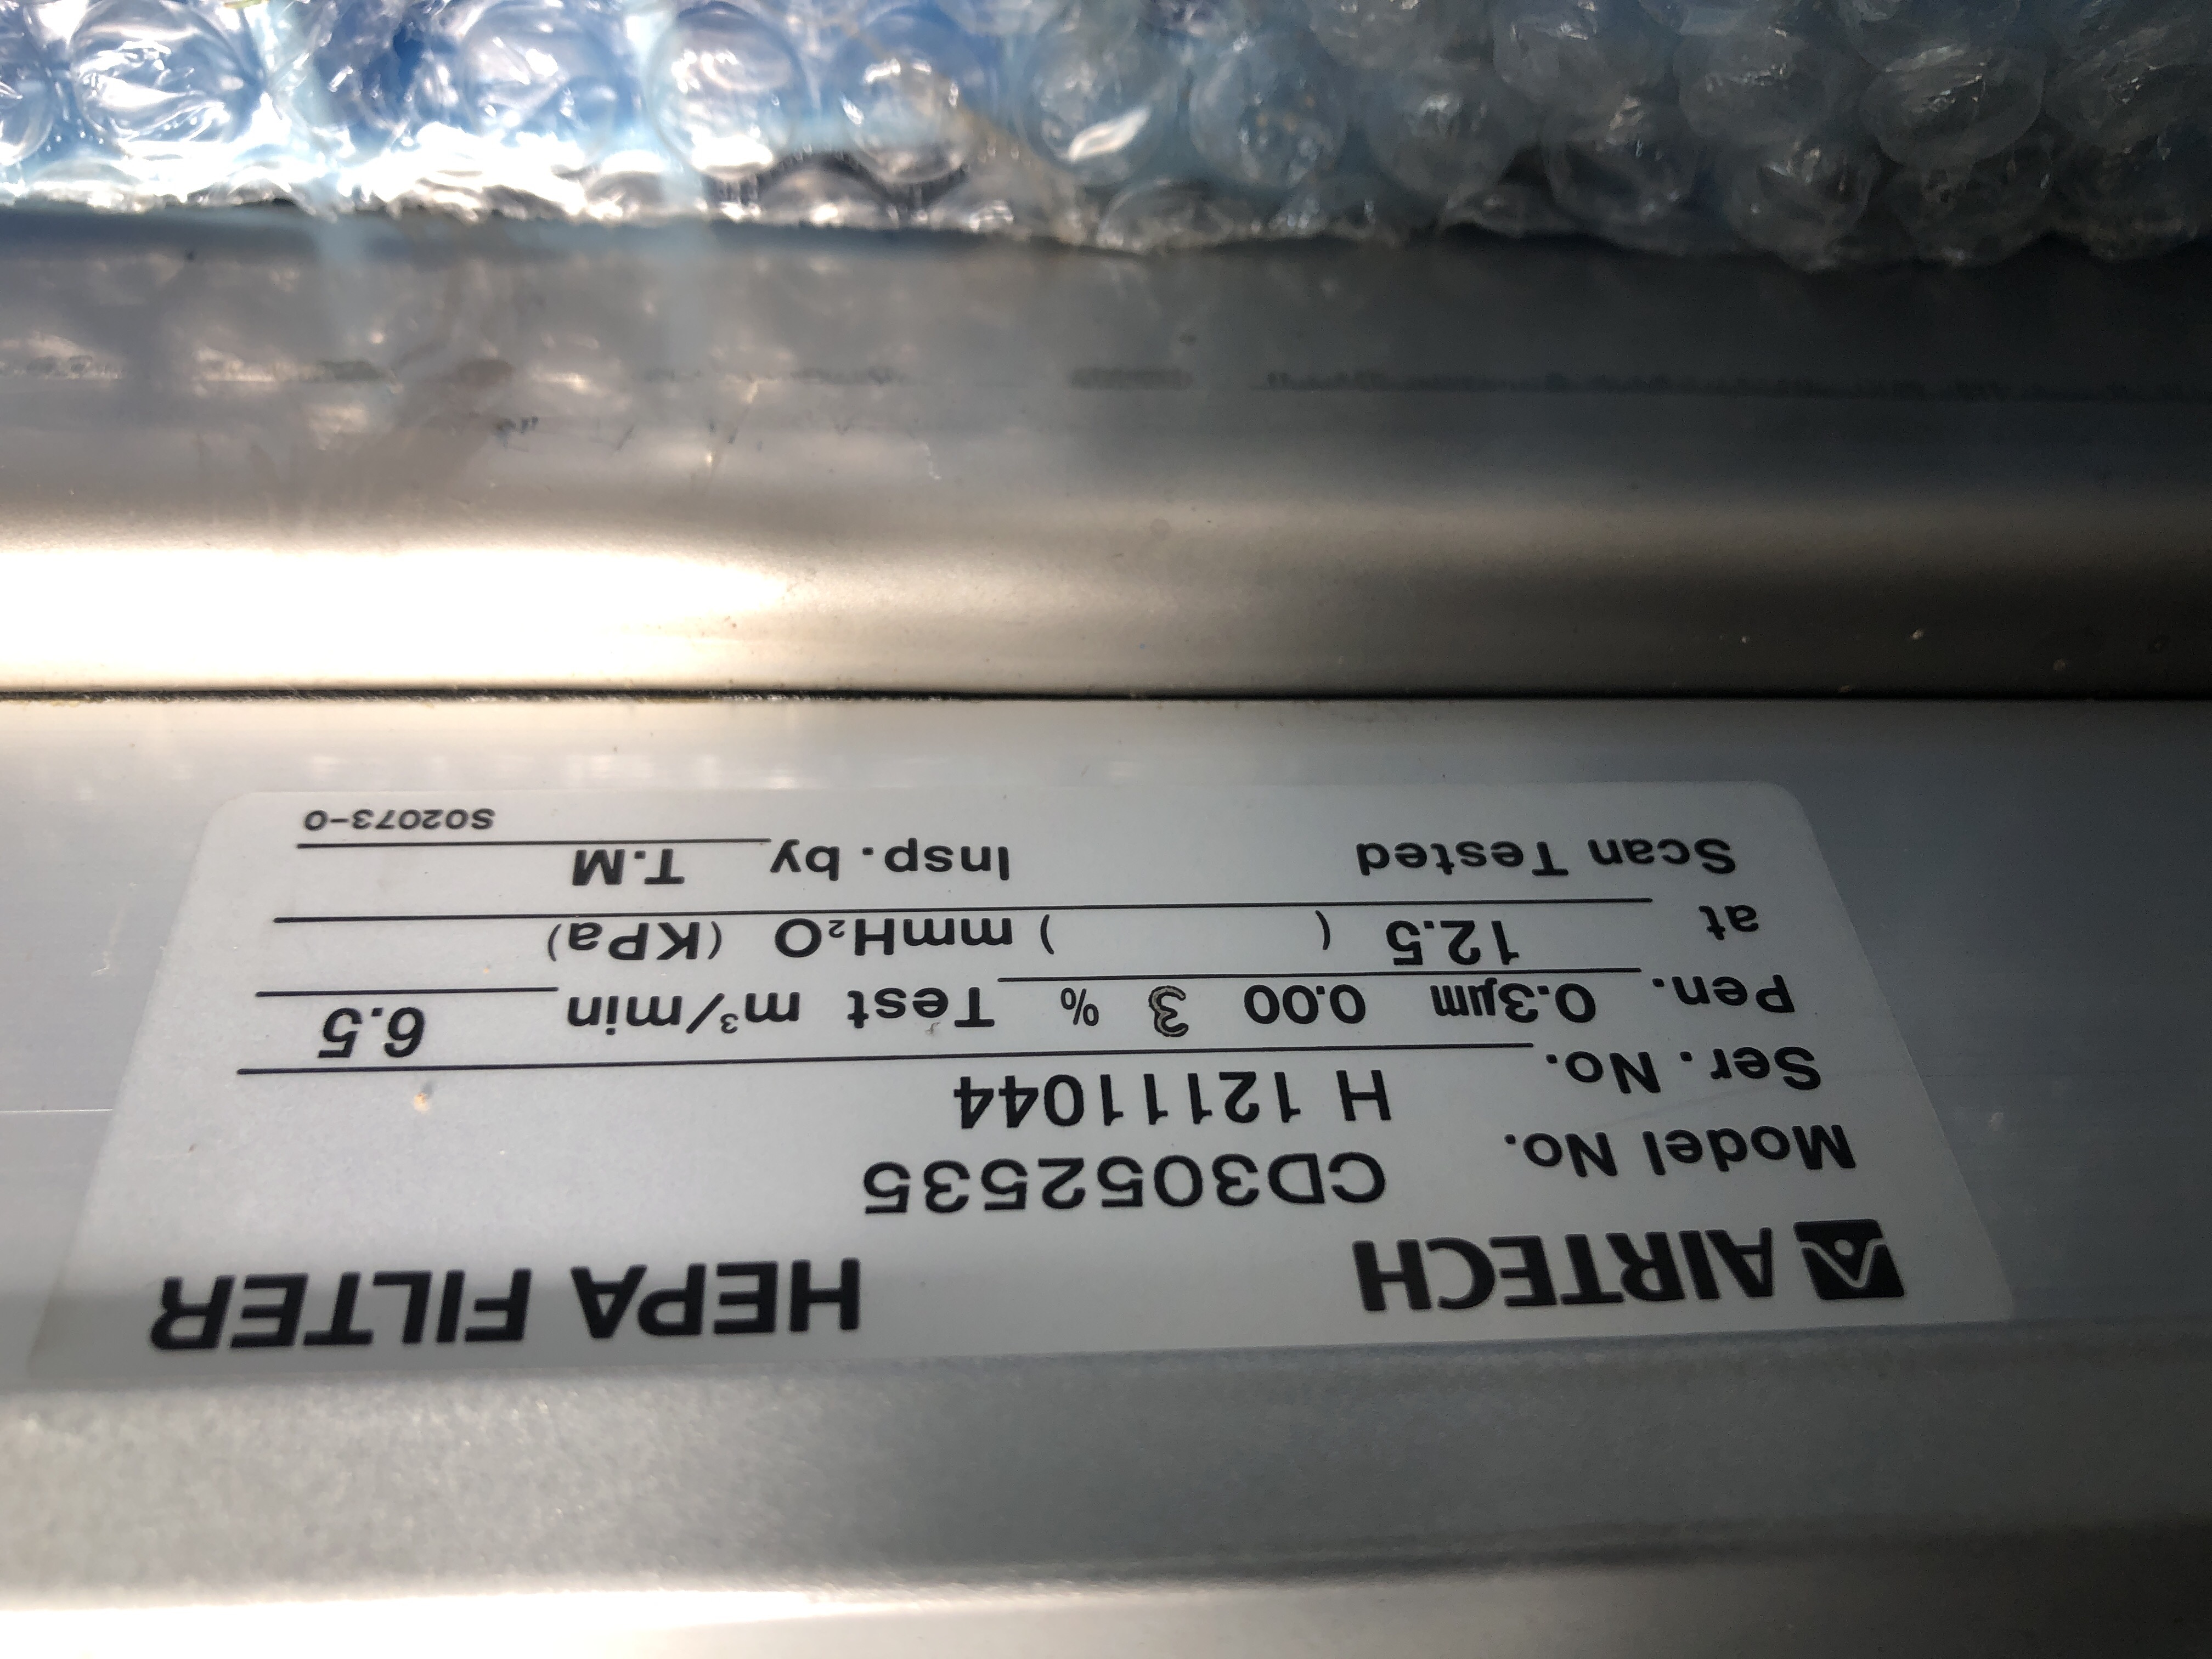 AIRTECH HEPA FILTER
Model No. CD3052535
Ser. No. H 12111044
Pen. 0.3μm 0.00 3 % Test m³/min 6.5
at 12.5 ( ) mmH₂O (KPa)
Scan Tested Insp. by T.M
S02073-0